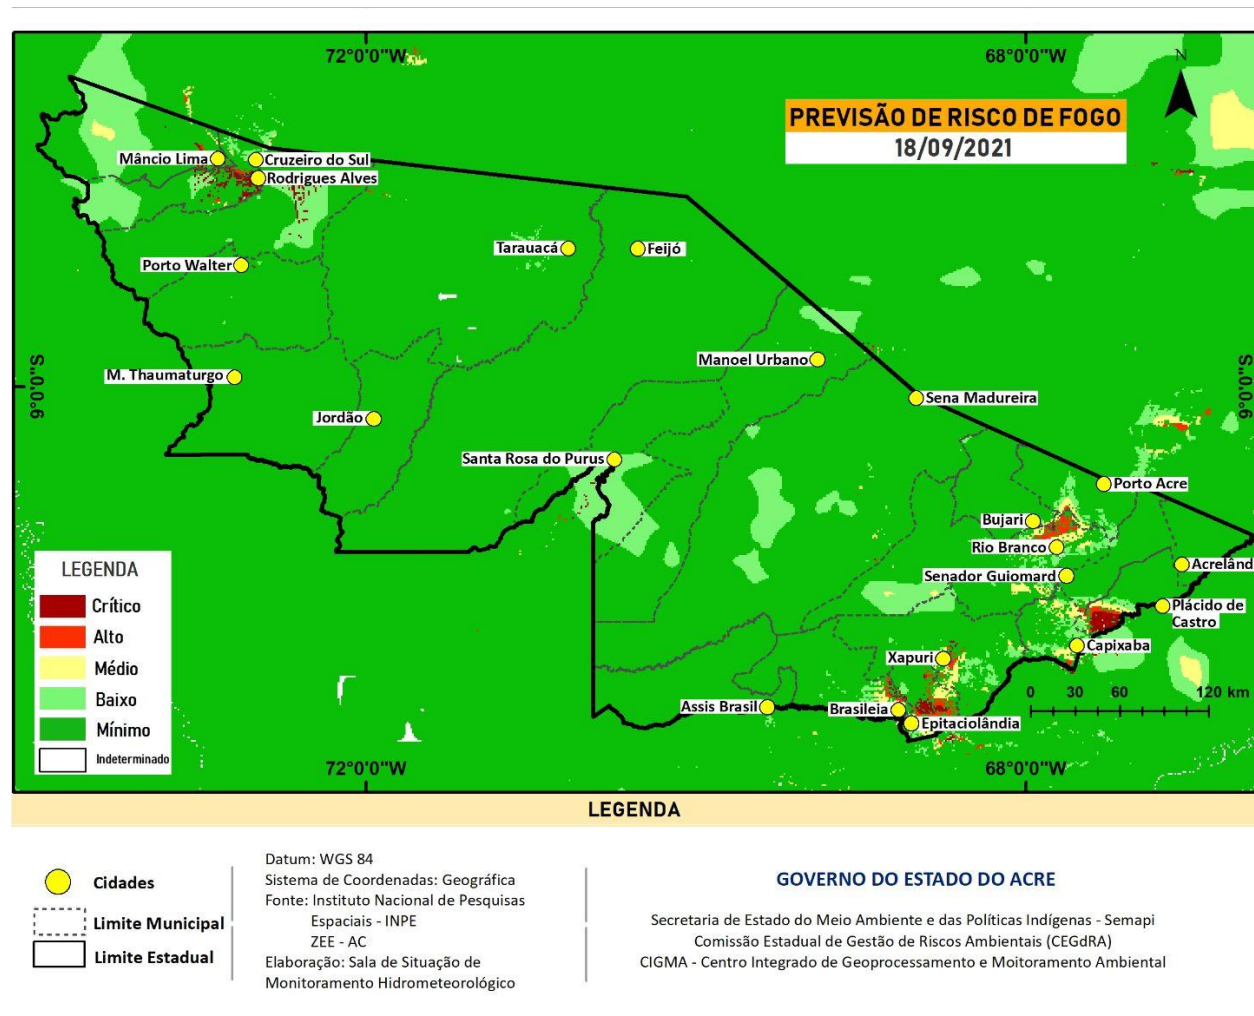 72°0'0"W
68°0'0"W
N
PREVISÃO DE RISCO DE FOGO
18/09/2021
Mâncio Lima
Cruzeiro do Sul
Rodrigues Alves
Tarauacá
Feijó
Porto Walter
Manoel Urbano
9°0'0"S
9°0'0"S
M. Thaumaturgo
Sena Madureira
Jordão
Santa Rosa do Purus
Porto Acre
Bujari
Rio Branco
Acrelând
Senador Guiomard
Plácido de
Castro
Capixaba
Xapuri
Assis Brasil
Brasileia
Epitaciolândia
0 30 60 120 km
LEGENDA
Crítico
Alto
Médio
Baixo
Mínimo
Indeterminado
72°0'0"W
68°0'0"W
LEGENDA
Cidades
Limite Municipal
Limite Estadual
Datum: WGS 84
Sistema de Coordenadas: Geográfica
Fonte: Instituto Nacional de Pesquisas
Espaciais - INPE
ZEE - AC
Elaboração: Sala de Situação de
Monitoramento Hidrometeorológico
GOVERNO DO ESTADO DO ACRE
Secretaria de Estado do Meio Ambiente e das Políticas Indígenas - Semapi
Comissão Estadual de Gestão de Riscos Ambientais (CEGdRA)
CIGMA - Centro Integrado de Geoprocessamento e Moitoramento Ambiental